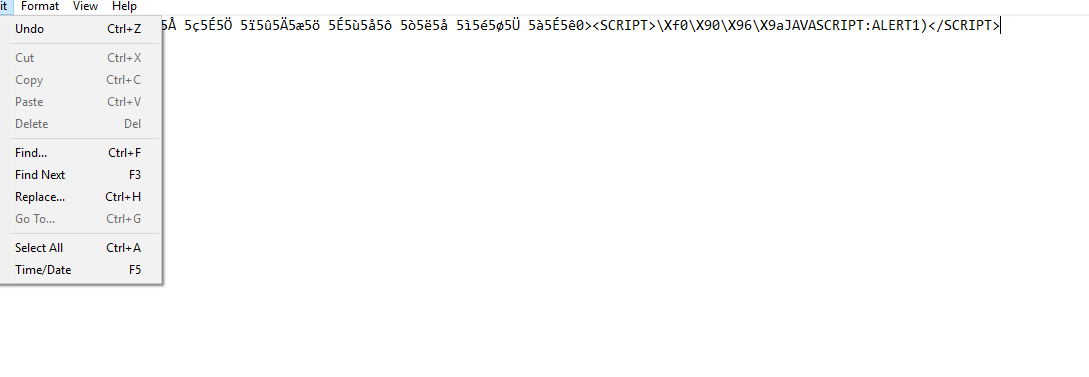 it Format View Help
5Å 5ç5É5Ö 5ï5û5Ä5æ5ö 5É5ù5å5ô 5ò5ë5å 5ì5é5ø5Ü 5à5É5ê0><SCRIPT>\Xf0\X90\X96\X9aJAVASCRIPT:ALERT1)</SCRIPT>
Undo Ctrl+Z
Cut Ctrl+X
Copy Ctrl+C
Paste Ctrl+V
Delete Del
Find... Ctrl+F
Find Next F3
Replace... Ctrl+H
Go To... Ctrl+G
Select All Ctrl+A
Time/Date F5